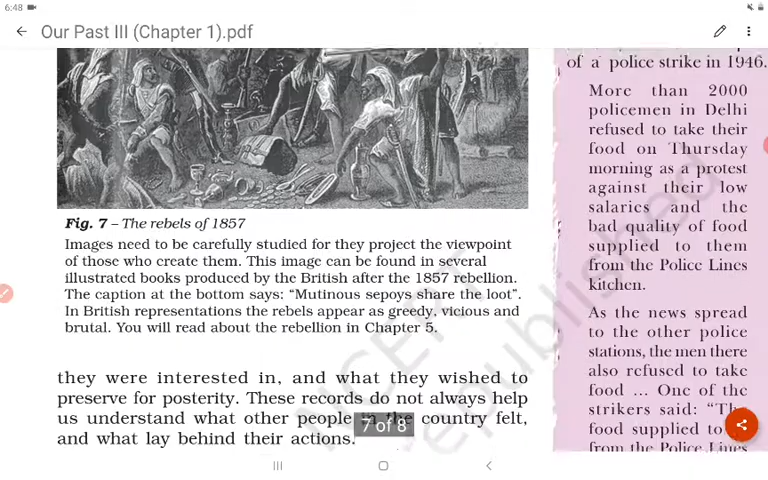 6:48
Our Past III (Chapter 1).pdf
Fig. 7 – The rebels of 1857
Images need to be carefully studied for they project the viewpoint
of those who create them. This image can be found in several
illustrated books produced by the British after the 1857 rebellion.
The caption at the bottom says: “Mutinous sepoys share the loot”.
In British representations the rebels appear as greedy, vicious and
brutal. You will read about the rebellion in Chapter 5.
they were interested in, and what they wished to
preserve for posterity. These records do not always help
us understand what other people in the country felt,
and what lay behind their actions.
7 of 8
of a police strike in 1946.
More than 2000
policemen in Delhi
refused to take their
food on Thursday
morning as a protest
against their low
salaries and the
bad quality of food
supplied to them
from the Police Lines
kitchen.
As the news spread
to the other police
stations, the men there
also refused to take
food ... One of the
strikers said: “The
food supplied to
from the Police Lines
NCERT
republished